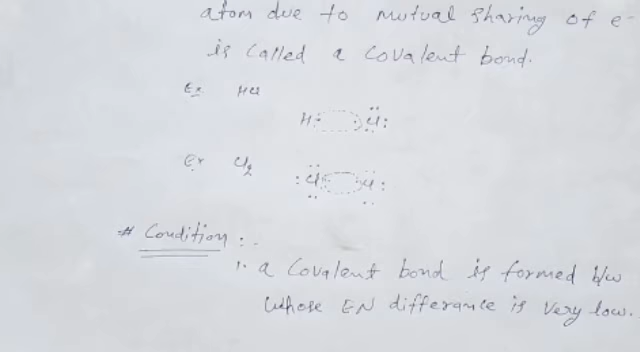 atom due to mutual sharing of e-
is called a covalent bond.
Ex HCl
H : Cl :
Ex Cl2
: Cl : Cl :
# Condition : -
1. a Covalent bond is formed b/w
whose EN differance is very low.